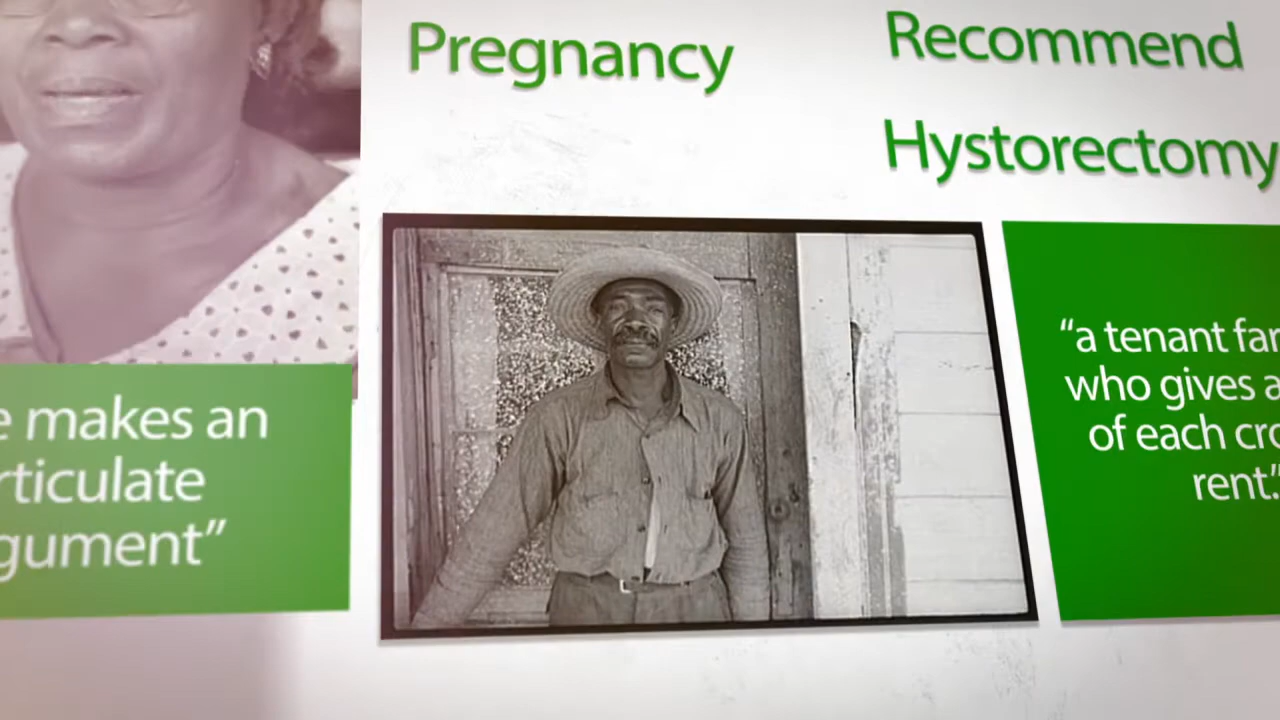 Pregnancy
Recommend
Hystorectomy
e makes an
rticulate
gument”
“a tenant far
who gives a
of each cro
rent.”